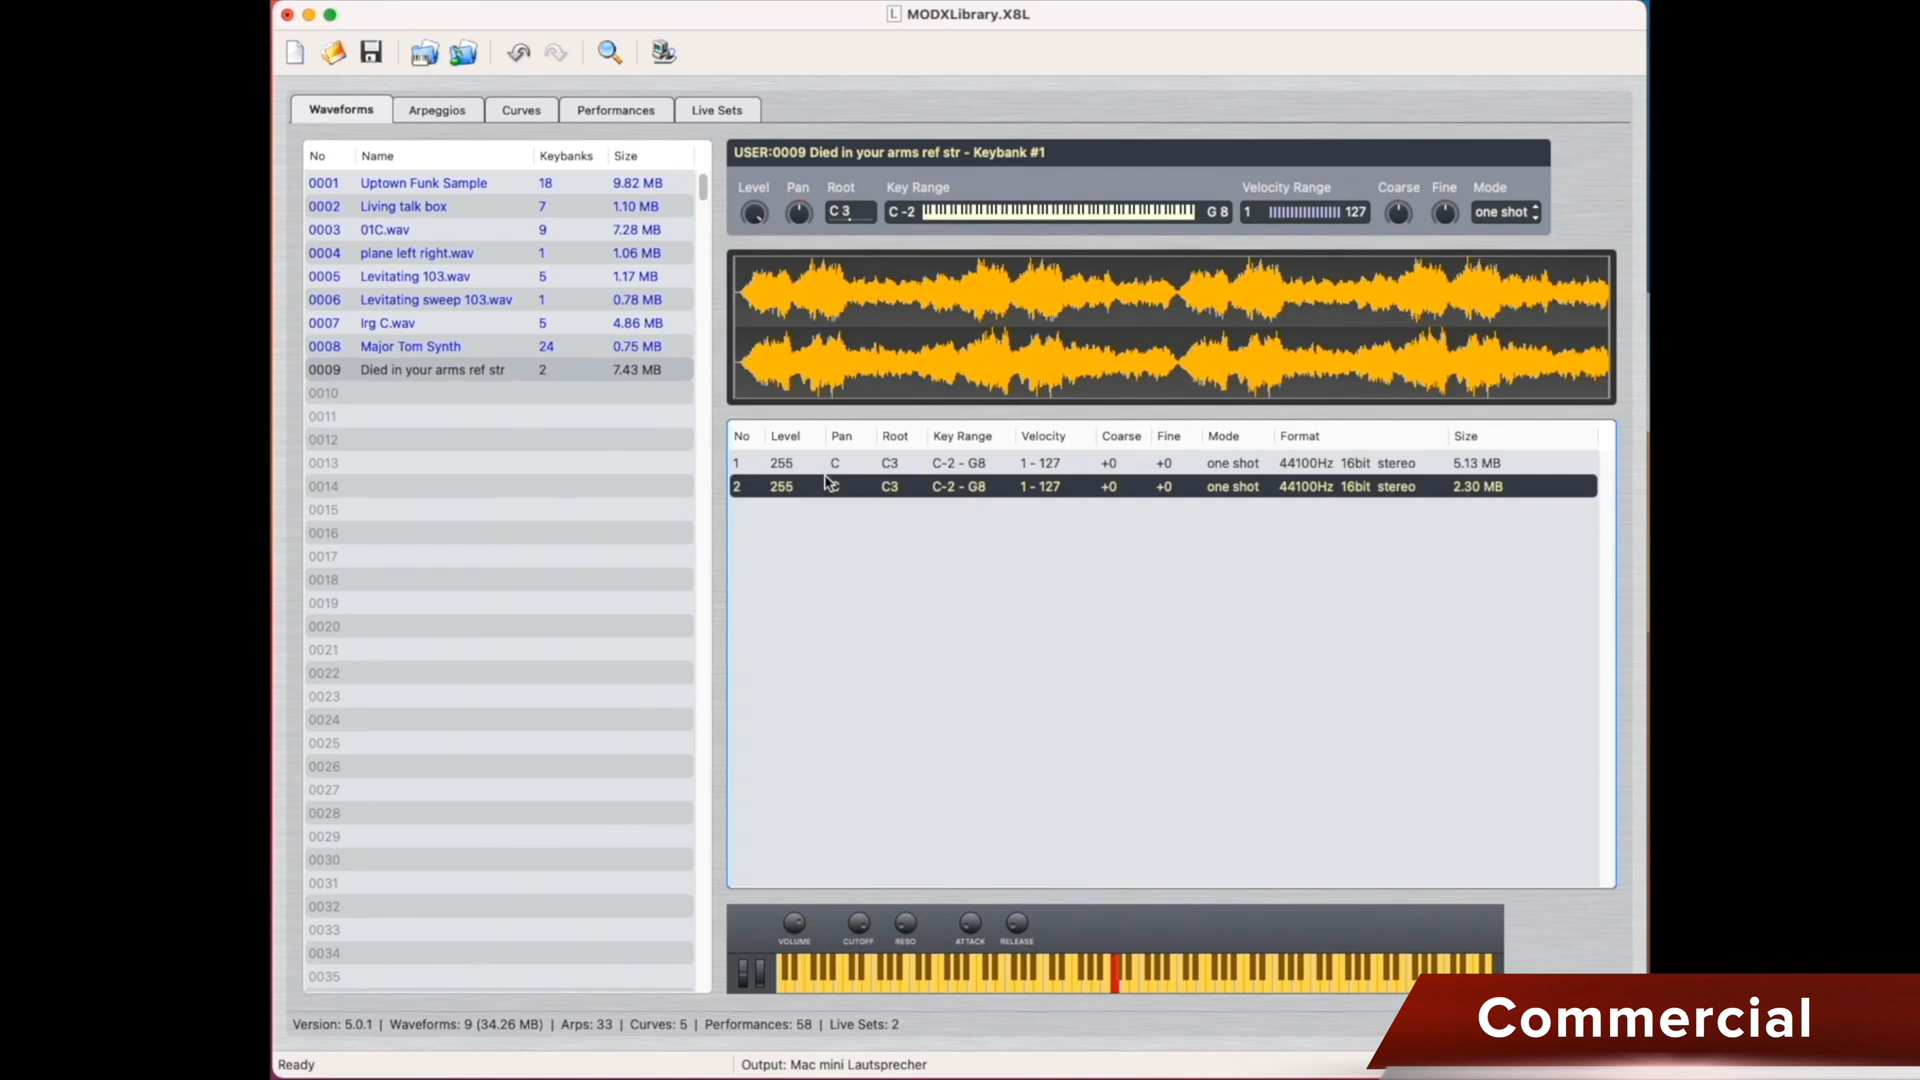 L MODXLibrary.X8L
Waveforms Arpeggios Curves Performances Live Sets
No Name Keybanks Size
0001 Uptown Funk Sample 18 9.82 MB
0002 Living talk box 7 1.10 MB
0003 01C.wav 9 7.28 MB
0004 plane left right.wav 1 1.06 MB
0005 Levitating 103.wav 5 1.17 MB
0006 Levitating sweep 103.wav 1 0.78 MB
0007 lrg C.wav 5 4.86 MB
0008 Major Tom Synth 24 0.75 MB
0009 Died in your arms ref str 2 7.43 MB
0010
0011
0012
0013
0014
0015
0016
0017
0018
0019
0020
0021
0022
0023
0024
0025
0026
0027
0028
0029
0030
0031
0032
0033
0034
0035
USER:0009 Died in your arms ref str - Keybank #1
Level Pan Root Key Range Velocity Range Coarse Fine Mode
C 3 C -2 G 8 1 127 one shot
No Level Pan Root Key Range Velocity Coarse Fine Mode Format Size
1 255 C C3 C-2 - G8 1 - 127 +0 +0 one shot 44100Hz 16bit stereo 5.13 MB
2 255 C C3 C-2 - G8 1 - 127 +0 +0 one shot 44100Hz 16bit stereo 2.30 MB
VOLUME CUTOFF RESO ATTACK RELEASE
Version: 5.0.1 | Waveforms: 9 (34.26 MB) | Arps: 33 | Curves: 5 | Performances: 58 | Live Sets: 2
Ready Output: Mac mini Lautsprecher
Commercial